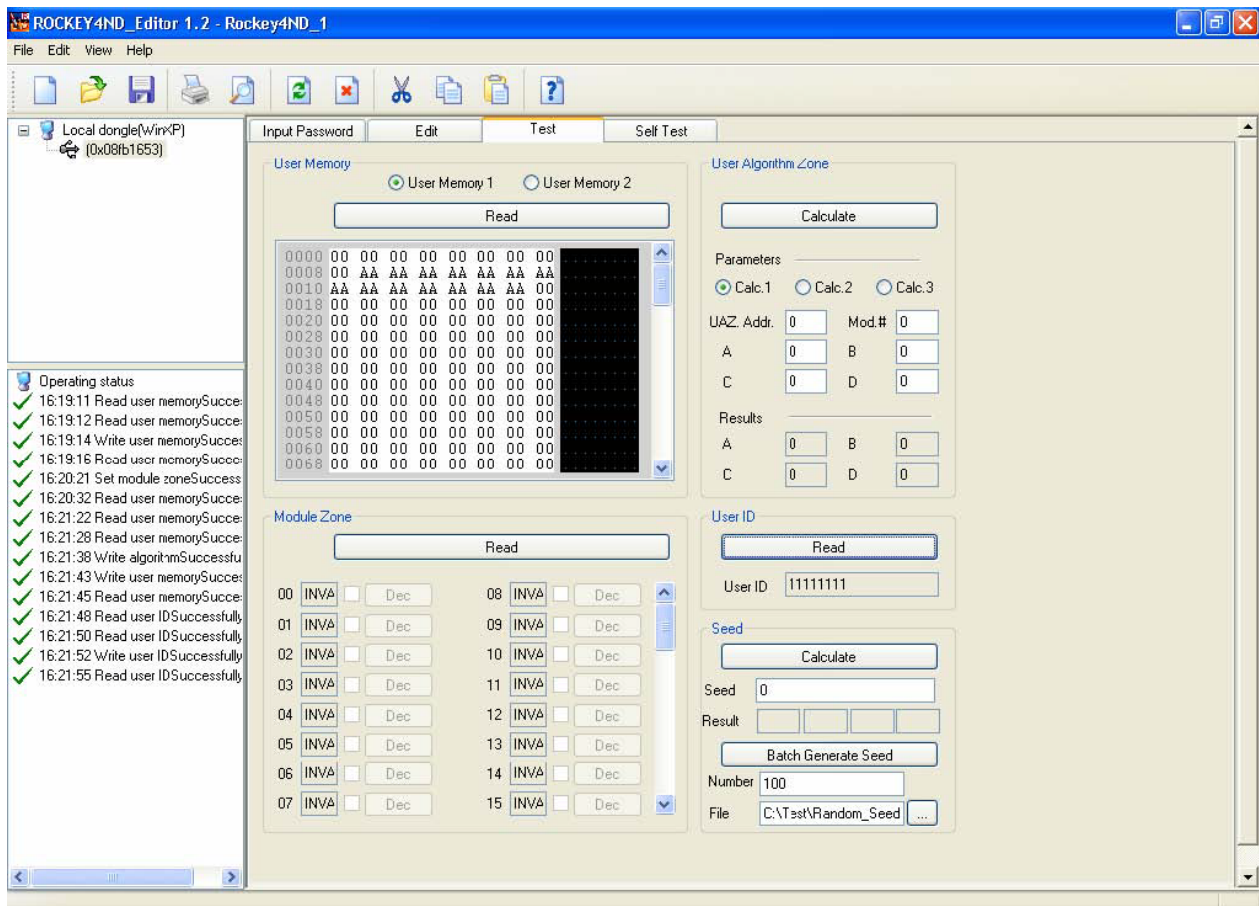 ROCKEY4ND_Editor 1.2 - Rockey4ND_1
File Edit View Help
Local dongle(WinXP)
(0x08fb1653)
Operating status
16:19:11 Read user memorySucce
16:19:12 Read user memorySucce
16:19:14 Write user memorySucces
16:19:16 Read user memorySucce
16:20:21 Set module zoneSuccess
16:20:32 Read user memorySucce
16:21:22 Read user memorySucce
16:21:28 Read user memorySucce
16:21:38 Write algorithmSuccessfu
16:21:43 Write user memorySucces
16:21:45 Read user memorySucce
16:21:48 Read user IDSuccessfully
16:21:50 Read user IDSuccessfully
16:21:52 Write user IDSuccessfully
16:21:55 Read user IDSuccessfully
Input Password Edit Test Self Test
User Memory
User Memory 1 User Memory 2
Read
0000 00 00 00 00 00 00 00 00 ........
0008 00 AA AA AA AA AA AA AA ........
0010 AA AA AA AA AA AA AA 00 ........
0018 00 00 00 00 00 00 00 00 ........
0020 00 00 00 00 00 00 00 00 ........
0028 00 00 00 00 00 00 00 00 ........
0030 00 00 00 00 00 00 00 00 ........
0038 00 00 00 00 00 00 00 00 ........
0040 00 00 00 00 00 00 00 00 ........
0048 00 00 00 00 00 00 00 00 ........
0050 00 00 00 00 00 00 00 00 ........
0058 00 00 00 00 00 00 00 00 ........
0060 00 00 00 00 00 00 00 00 ........
0068 00 00 00 00 00 00 00 00 ........
Module Zone
Read
00 INVA Dec 08 INVA Dec
01 INVA Dec 09 INVA Dec
02 INVA Dec 10 INVA Dec
03 INVA Dec 11 INVA Dec
04 INVA Dec 12 INVA Dec
05 INVA Dec 13 INVA Dec
06 INVA Dec 14 INVA Dec
07 INVA Dec 15 INVA Dec
User Algorithm Zone
Calculate
Parameters
Calc.1 Calc.2 Calc.3
UAZ. Addr. 0 Mod.# 0
A 0 B 0
C 0 D 0
Results
A 0 B 0
C 0 D 0
User ID
Read
User ID 11111111
Seed
Calculate
Seed 0
Result
Batch Generate Seed
Number 100
File C:\Test\Random_Seed ...